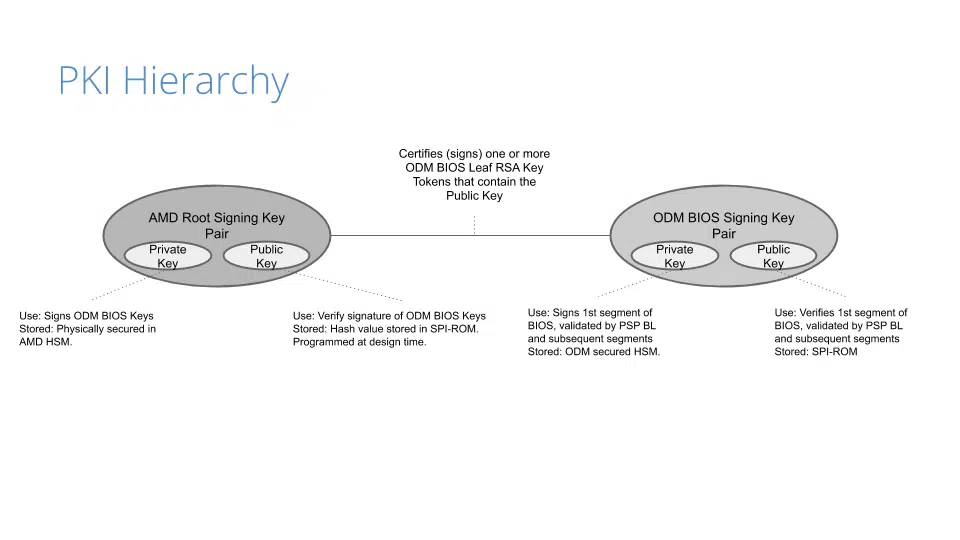 PKI Hierarchy
Certifies (signs) one or more
ODM BIOS Leaf RSA Key
Tokens that contain the
Public Key
AMD Root Signing Key
Pair
Private
Key
Public
Key
ODM BIOS Signing Key
Pair
Private
Key
Public
Key
Use: Signs ODM BIOS Keys
Stored: Physically secured in
AMD HSM.
Use: Verify signature of ODM BIOS Keys
Stored: Hash value stored in SPI-ROM.
Programmed at design time.
Use: Signs 1st segment of
BIOS, validated by PSP BL
and subsequent segments
Stored: ODM secured HSM.
Use: Verifies 1st segment of
BIOS, validated by PSP BL
and subsequent segments
Stored: SPI-ROM